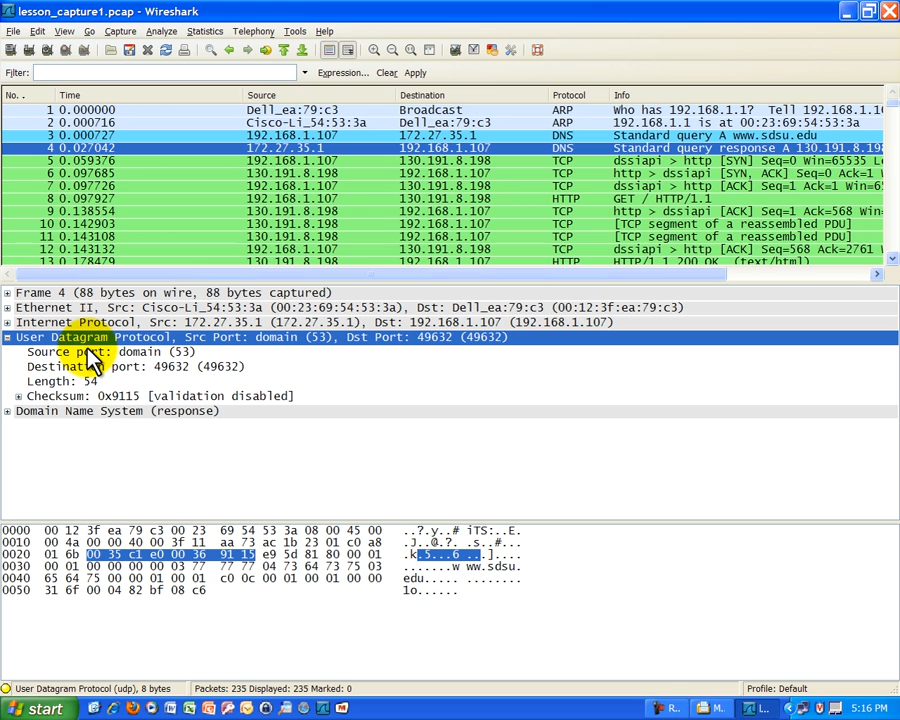 lesson_capture1.pcap - Wireshark
File Edit View Go Capture Analyze Statistics Telephony Tools Help
Filter: Expression... Clear Apply
No. . Time Source Destination Protocol Info
1 0.000000 Dell_ea:79:c3 Broadcast ARP Who has 192.168.1.1? Tell 192.168.1.10
2 0.000716 Cisco-Li_54:53:3a Dell_ea:79:c3 ARP 192.168.1.1 is at 00:23:69:54:53:3a
3 0.000727 192.168.1.107 172.27.35.1 DNS Standard query A www.sdsu.edu
4 0.027042 172.27.35.1 192.168.1.107 DNS Standard query response A 130.191.8.198
5 0.059376 192.168.1.107 130.191.8.198 TCP dssiapi > http [SYN] Seq=0 Win=65535 Le
6 0.097685 130.191.8.198 192.168.1.107 TCP http > dssiapi [SYN, ACK] Seq=0 Ack=1 W
7 0.097726 192.168.1.107 130.191.8.198 TCP dssiapi > http [ACK] Seq=1 Ack=1 Win=65
8 0.097927 192.168.1.107 130.191.8.198 HTTP GET / HTTP/1.1
9 0.138554 130.191.8.198 192.168.1.107 TCP http > dssiapi [ACK] Seq=1 Ack=568 Win=
10 0.142903 130.191.8.198 192.168.1.107 TCP [TCP segment of a reassembled PDU]
11 0.143108 130.191.8.198 192.168.1.107 TCP [TCP segment of a reassembled PDU]
12 0.143132 192.168.1.107 130.191.8.198 TCP dssiapi > http [ACK] Seq=568 Ack=2761 W
13 0.178479 130.191.8.198 192.168.1.107 HTTP HTTP/1.1 200 OK (text/html)
Frame 4 (88 bytes on wire, 88 bytes captured)
Ethernet II, Src: Cisco-Li_54:53:3a (00:23:69:54:53:3a), Dst: Dell_ea:79:c3 (00:12:3f:ea:79:c3)
Internet Protocol, Src: 172.27.35.1 (172.27.35.1), Dst: 192.168.1.107 (192.168.1.107)
User Datagram Protocol, Src Port: domain (53), Dst Port: 49632 (49632)
Source port: domain (53)
Destination port: 49632 (49632)
Length: 54
Checksum: 0x9115 [validation disabled]
Domain Name System (response)
0000 00 12 3f ea 79 c3 00 23 69 54 53 3a 08 00 45 00 ..?.y..# iTS:..E.
0010 00 4a 00 00 40 00 3f 11 aa 73 ac 1b 23 01 c0 a8 .J..@.?. .s..#...
0020 01 6b 00 35 c1 e0 00 36 91 15 e9 5d 81 80 00 01 .k.5...6 ...]....
0030 00 01 00 00 00 00 03 77 77 77 04 73 64 73 75 03 .......w ww.sdsu.
0040 65 64 75 00 00 01 00 01 c0 0c 00 01 00 01 00 00 edu..... ........
0050 31 6f 00 04 82 bf 08 c6 1o......
User Datagram Protocol (udp), 8 bytes Packets: 235 Displayed: 235 Marked: 0 Profile: Default
start R.. M.. L.. 5:16 PM